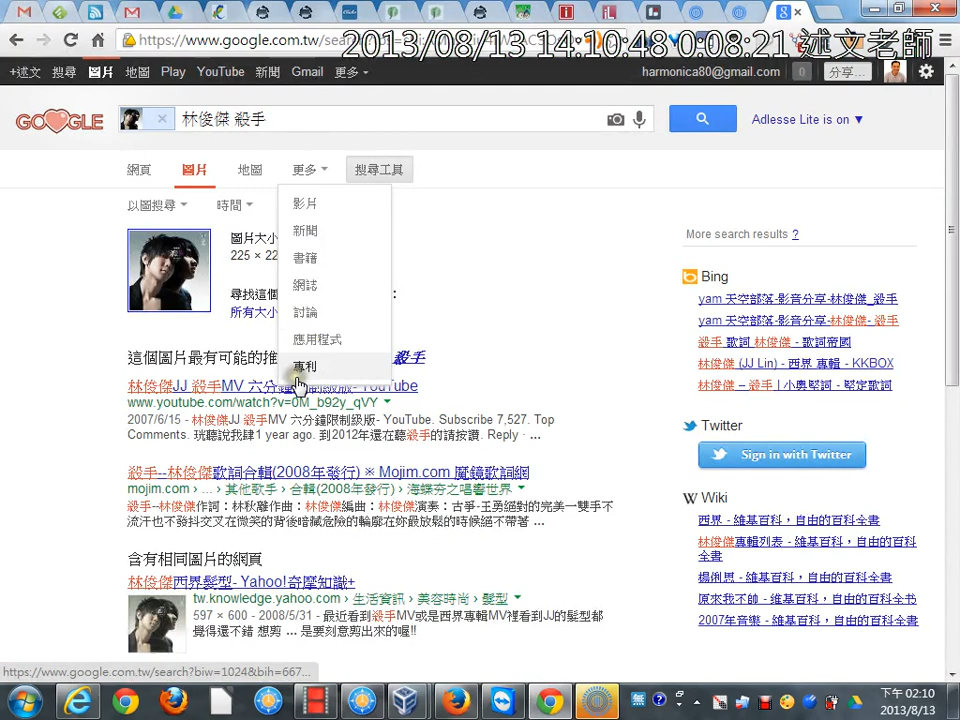 https://www.google.com.tw/sear
2013/08/13 14:10:48 0:08:21 述文老師
+述文 搜尋 圖片 地圖 Play YouTube 新聞 Gmail 更多
harmonica80@gmail.com 0 分享...
GOOGLE
林俊傑 殺手
Adlesse Lite is on ▼
網頁 圖片 地圖 更多 搜尋工具
以圖搜尋 時間
影片
新聞
書籍
網誌
討論
應用程式
專利
圖片大小
225 × 22
尋找這個
:
所有大小
More search results ?
Bing
yam 天空部落-影音分享-林俊傑_殺手
yam 天空部落-影音分享-林俊傑- 殺手
殺手 歌詞 林俊傑 - 歌詞帝國
林俊傑 (JJ Lin) - 西界 專輯 - KKBOX
林俊傑 – 殺手 | 小奧堅詞 - 堅定歌詞
Twitter
Sign in with Twitter
Wiki
西界 - 維基百科，自由的百科全書
林俊傑專輯列表 - 維基百科，自由的百科
全書
楊俐思 - 維基百科，自由的百科全書
原來我不帥 - 維基百科，自由的百科全书
2007年音樂 - 維基百科，自由的百科全書
這個圖片最有可能的推
殺手
林俊傑JJ 殺手MV 六分鐘限制級版- YouTube
www.youtube.com/watch?v=0M_b92y_qVY
2007/6/15 - 林俊傑JJ 殺手MV 六分鐘限制級版- YouTube. Subscribe 7,527. Top
Comments. 玳聽說我肆1 year ago. 到2012年還在聽殺手的請按讚. Reply · ...
殺手--林俊傑歌詞合輯(2008年發行) ※ Mojim.com 魔鏡歌詞網
mojim.com › ... › 其他歌手 › 合輯(2008年發行) › 海蝶夯之唱響世界
殺手--林俊傑作詞：林秋離作曲：林俊傑編曲：林俊傑演奏：古爭-王勇絕對的完美一雙手不
流汗也不發抖交叉在微笑的背後暗藏危險的輪廓在妳最放鬆的時候絕不帶著 ...
含有相同圖片的網頁
林俊傑西界髮型- Yahoo!奇摩知識+
tw.knowledge.yahoo.com › 生活資訊 › 美容時尚 › 髮型
597 × 600 - 2008/5/31 - 最近看到殺手MV或是西界專輯MV裡看到JJ的髮型都
覺得還不錯 想剪 ... 是要刻意剪出來的喔!!
https://www.google.com.tw/search?biw=1024&bih=667...
下午 02:10
2013/8/13